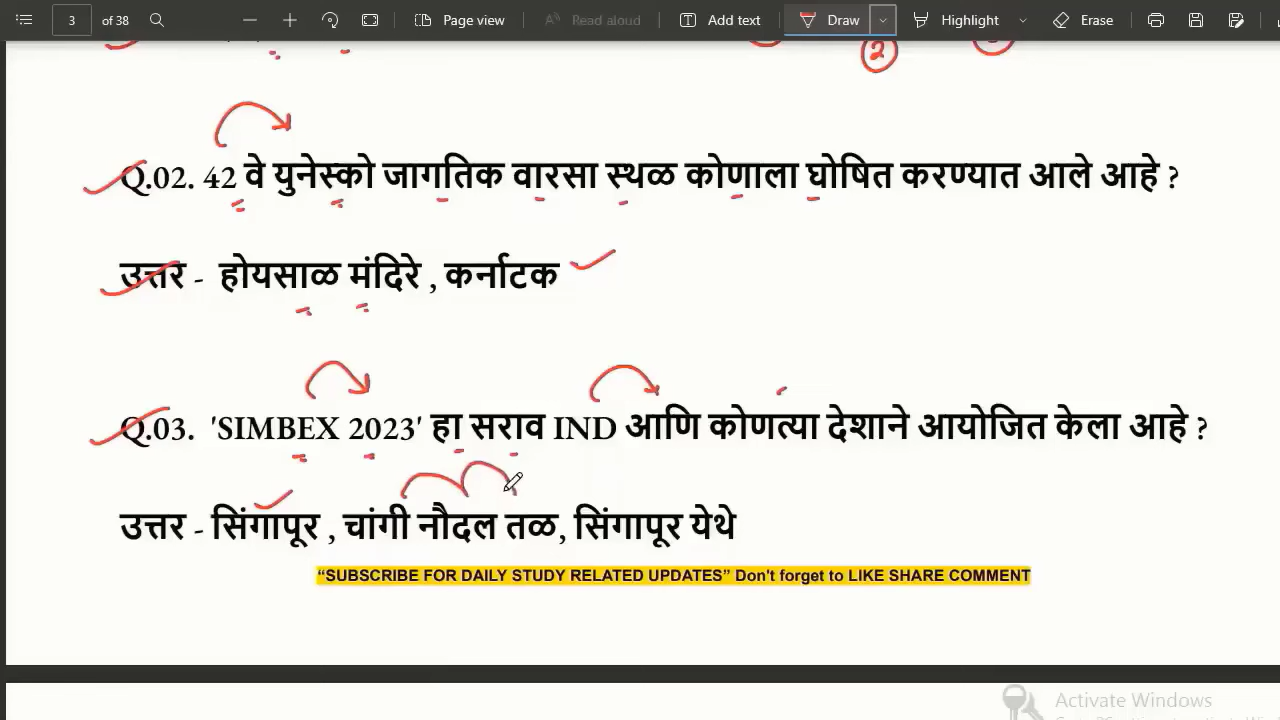 3 of 38 Page view Read aloud Add text Draw Highlight Erase
2
Q.02. 42 वे युनेस्को जागतिक वारसा स्थळ कोणाला घोषित करण्यात आले आहे ?
उत्तर - होयसाळ मंदिरे , कर्नाटक
Q.03. 'SIMBEX 2023' हा सराव IND आणि कोणत्या देशाने आयोजित केला आहे ?
उत्तर - सिंगापूर , चांगी नौदल तळ, सिंगापूर येथे
“SUBSCRIBE FOR DAILY STUDY RELATED UPDATES” Don't forget to LIKE SHARE COMMENT
Activate Windows